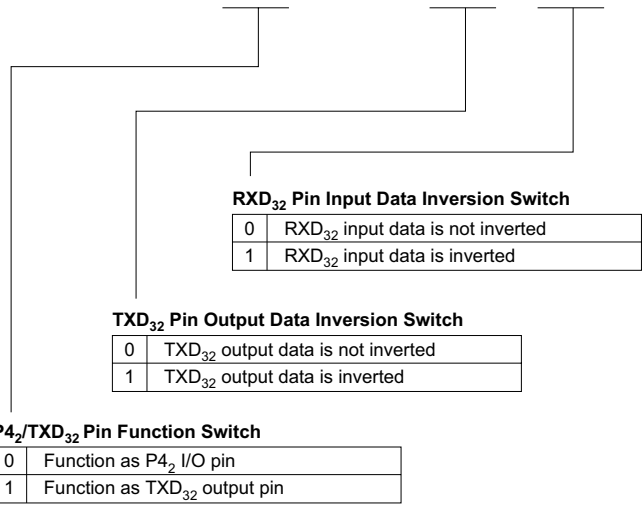 RXD32 Pin Input Data Inversion Switch
0 RXD32 input data is not inverted
1 RXD32 input data is inverted
TXD32 Pin Output Data Inversion Switch
0 TXD32 output data is not inverted
1 TXD32 output data is inverted
P42/TXD32 Pin Function Switch
0 Function as P42 I/O pin
1 Function as TXD32 output pin